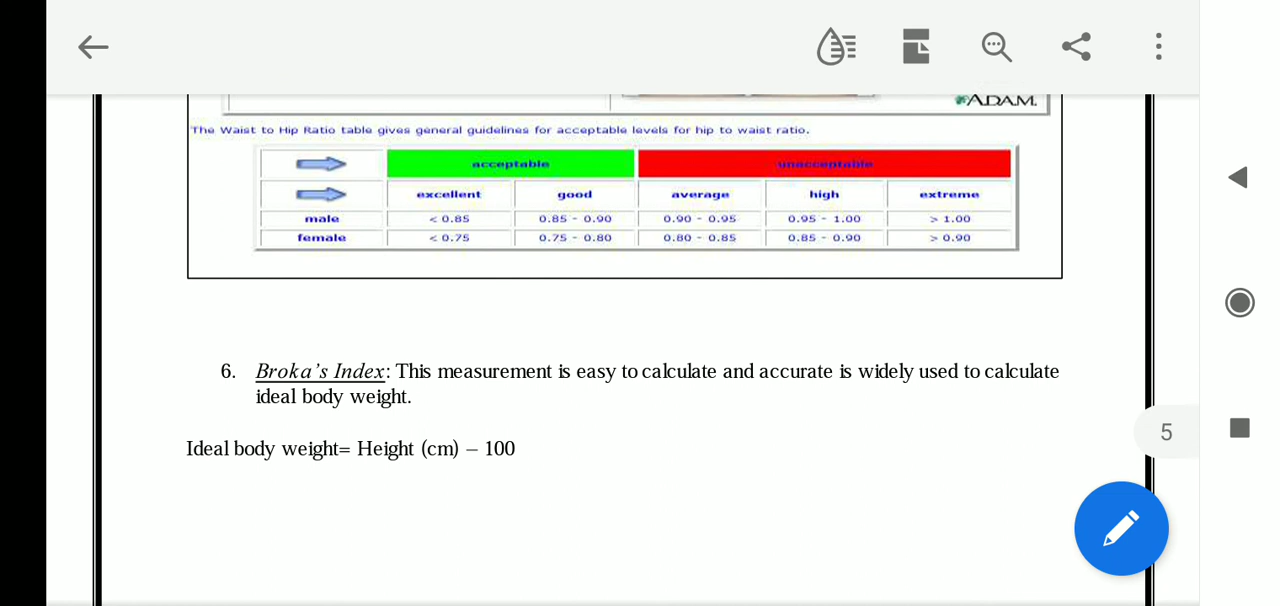 ADAM.
The Waist to Hip Ratio table gives general guidelines for acceptable levels for hip to waist ratio.
acceptable unacceptable
excellent good average high extreme
male < 0.85 0.85 - 0.90 0.90 - 0.95 0.95 - 1.00 > 1.00
female < 0.75 0.75 - 0.80 0.80 - 0.85 0.85 - 0.90 > 0.90
6. Broka's Index: This measurement is easy to calculate and accurate is widely used to calculate
ideal body weight.
5
Ideal body weight= Height (cm) – 100